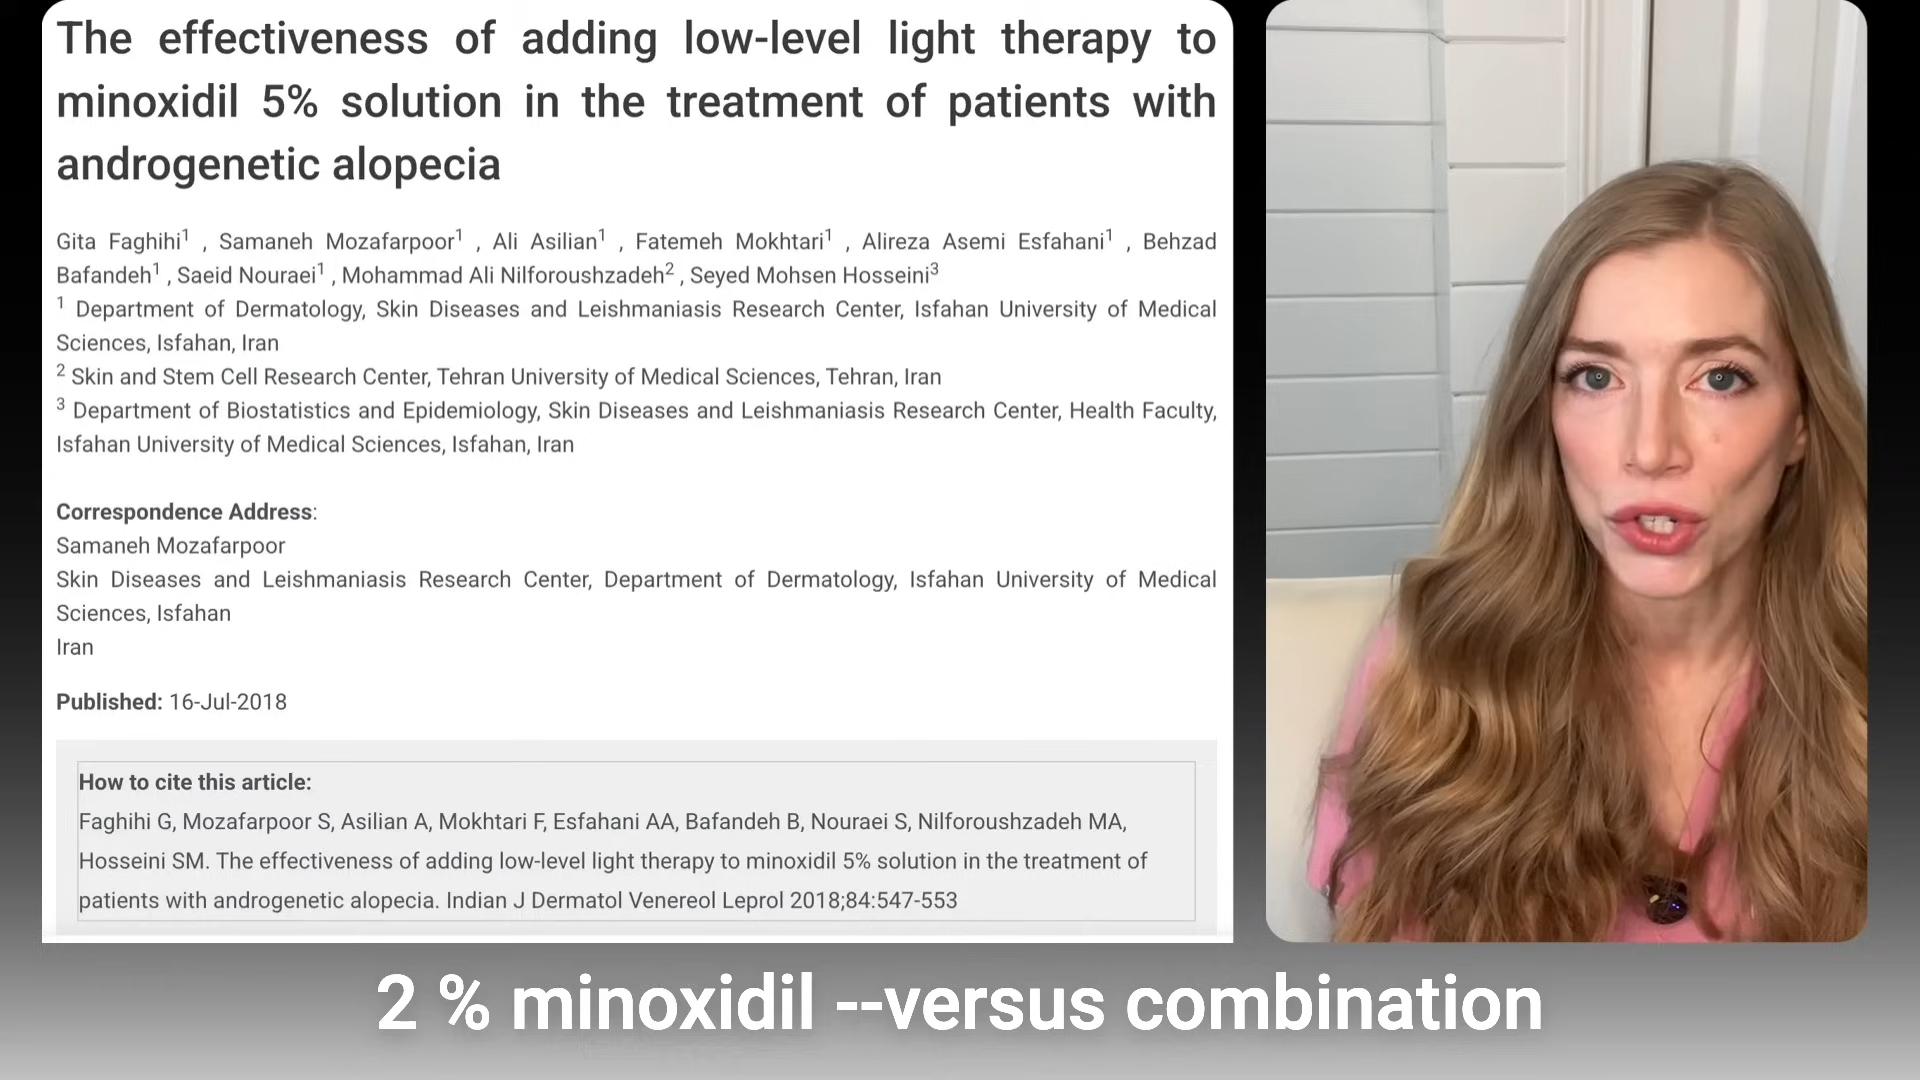 The effectiveness of adding low-level light therapy to
minoxidil 5% solution in the treatment of patients with
androgenetic alopecia
Gita Faghihi1 , Samaneh Mozafarpoor1 , Ali Asilian1 , Fatemeh Mokhtari1 , Alireza Asemi Esfahani1 , Behzad
Bafandeh1 , Saeid Nouraei1 , Mohammad Ali Nilforoushzadeh2 , Seyed Mohsen Hosseini3
1 Department of Dermatology, Skin Diseases and Leishmaniasis Research Center, Isfahan University of Medical
Sciences, Isfahan, Iran
2 Skin and Stem Cell Research Center, Tehran University of Medical Sciences, Tehran, Iran
3 Department of Biostatistics and Epidemiology, Skin Diseases and Leishmaniasis Research Center, Health Faculty,
Isfahan University of Medical Sciences, Isfahan, Iran
Correspondence Address:
Samaneh Mozafarpoor
Skin Diseases and Leishmaniasis Research Center, Department of Dermatology, Isfahan University of Medical
Sciences, Isfahan
Iran
Published: 16-Jul-2018
How to cite this article:
Faghihi G, Mozafarpoor S, Asilian A, Mokhtari F, Esfahani AA, Bafandeh B, Nouraei S, Nilforoushzadeh MA,
Hosseini SM. The effectiveness of adding low-level light therapy to minoxidil 5% solution in the treatment of
patients with androgenetic alopecia. Indian J Dermatol Venereol Leprol 2018;84:547-553
2 % minoxidil --versus combination